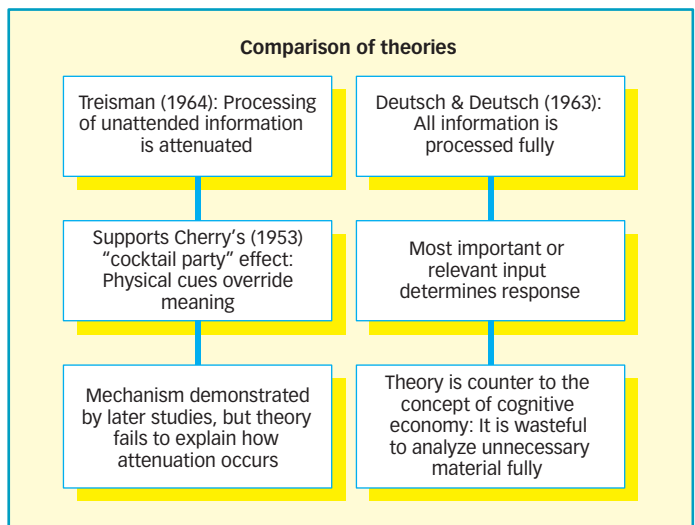 Comparison of theories
Treisman (1964): Processing
of unattended information
is attenuated
Supports Cherry's (1953)
"cocktail party" effect:
Physical cues override
meaning
Mechanism demonstrated
by later studies, but theory
fails to explain how
attenuation occurs
Deutsch & Deutsch (1963):
All information is
processed fully
Most important or
relevant input
determines response
Theory is counter to the
concept of cognitive
economy: It is wasteful
to analyze unnecessary
material fully